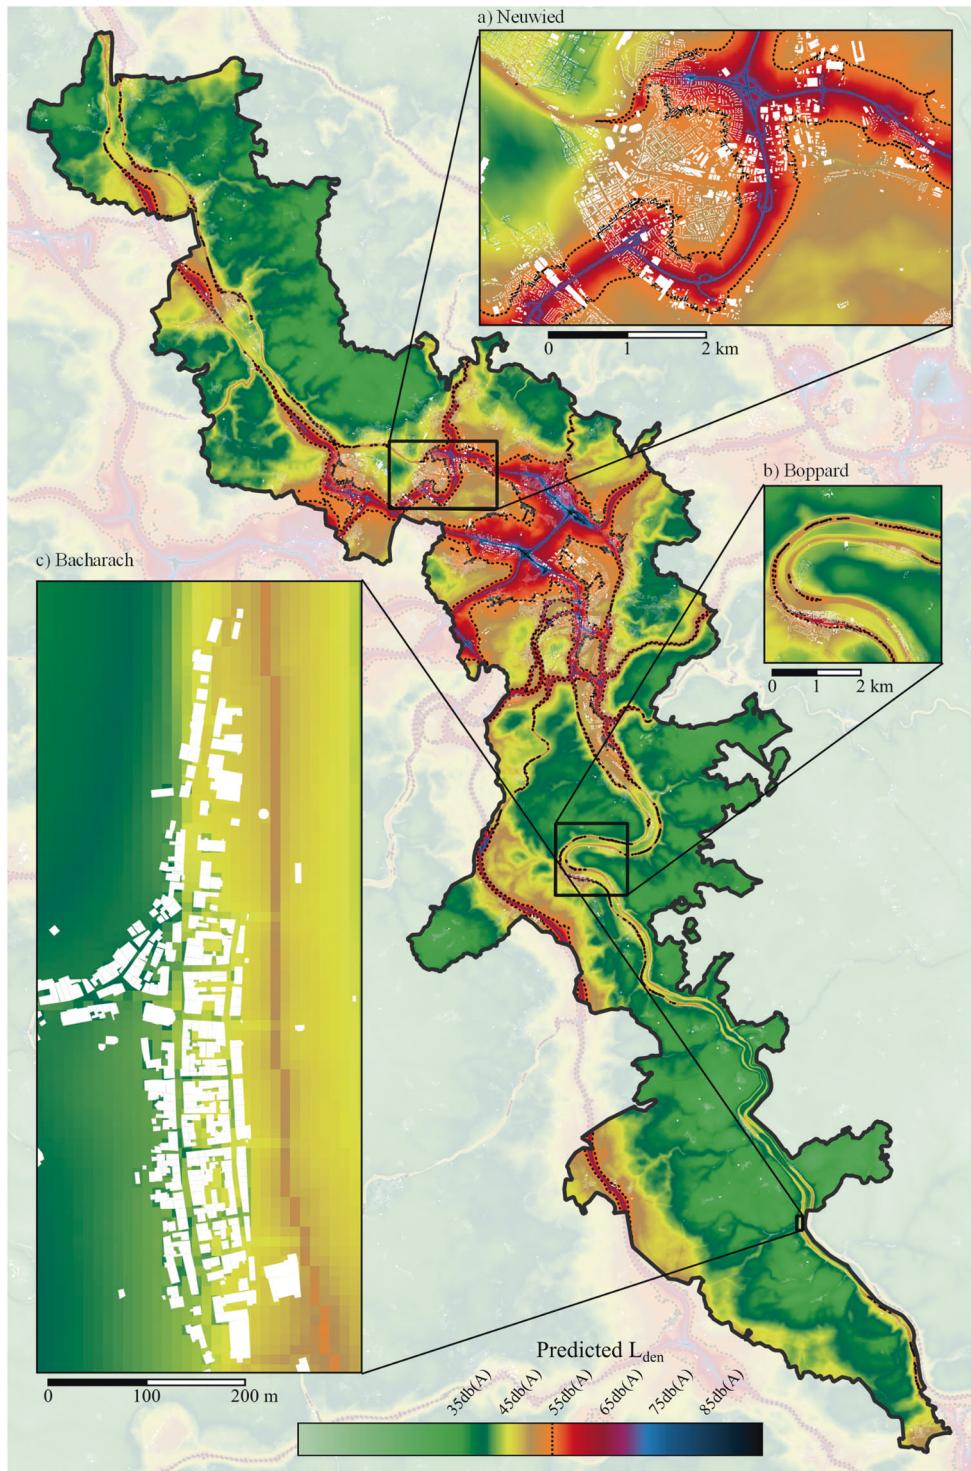 a) Neuwied
0 1 2 km
b) Boppard
0 1 2 km
c) Bacharach
0 100 200 m
Predicted Lden
35db(A) 45db(A) 55db(A) 65db(A) 75db(A) 85db(A)